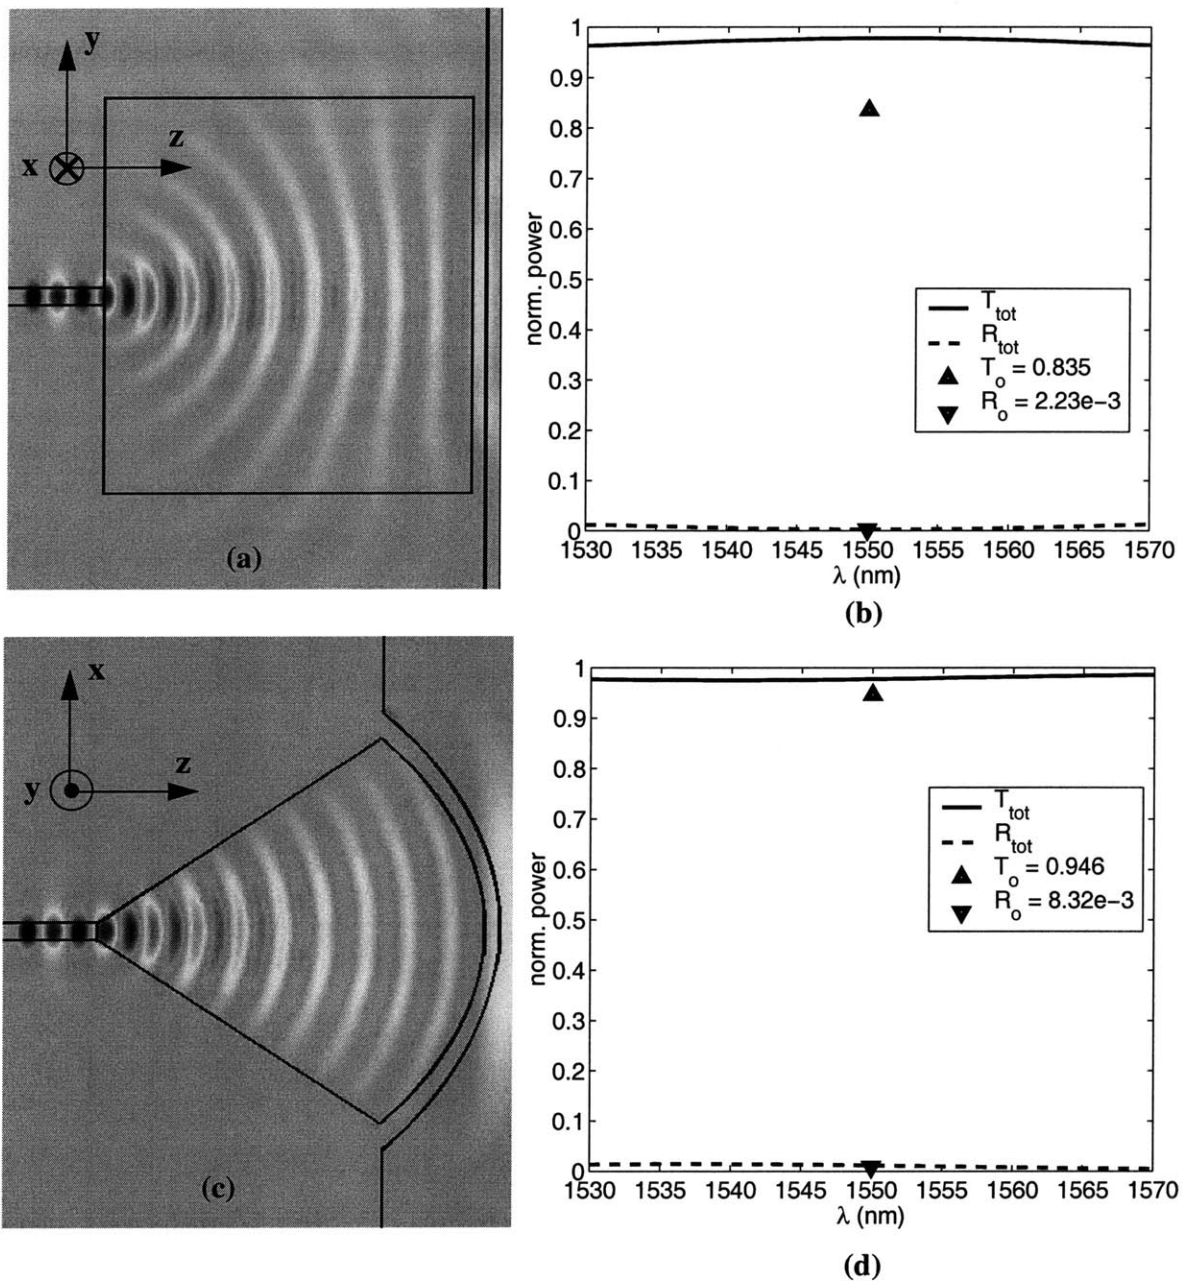 y
z
x
(a)
1
0.9
0.8
0.7
0.6
0.5
0.4
0.3
0.2
0.1
0
norm. power
T_tot
R_tot
T_o = 0.835
R_o = 2.23e−3
1530 1535 1540 1545 1550 1555 1560 1565 1570
λ (nm)
(b)
x
z
y
(c)
1
0.9
0.8
0.7
0.6
0.5
0.4
0.3
0.2
0.1
0
norm. power
T_tot
R_tot
T_o = 0.946
R_o = 8.32e−3
1530 1535 1540 1545 1550 1555 1560 1565 1570
λ (nm)
(d)